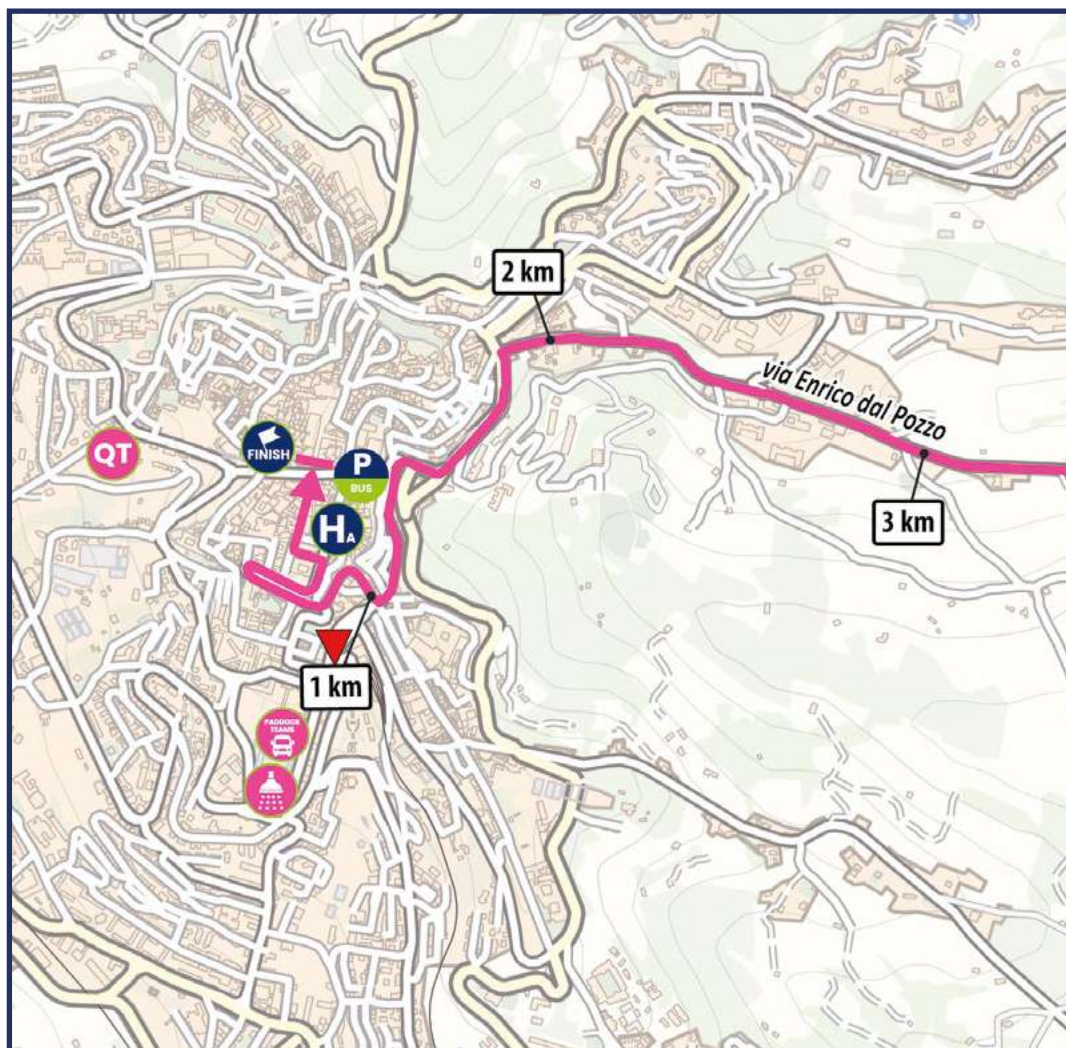 2 km
via Enrico dal Pozzo
QT
FINISH
P
BUS
HA
3 km
1 km
PADDOCK
TEAMS